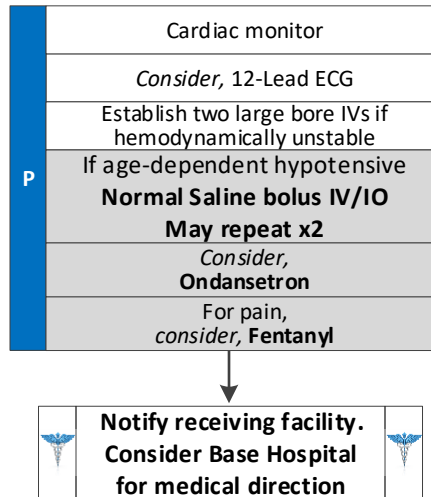 Cardiac monitor
Consider, 12-Lead ECG
Establish two large bore IVs if
hemodynamically unstable
P
If age-dependent hypotensive
Normal Saline bolus IV/IO
May repeat x2
Consider,
Ondansetron
For pain,
consider, Fentanyl
Notify receiving facility.
Consider Base Hospital
for medical direction